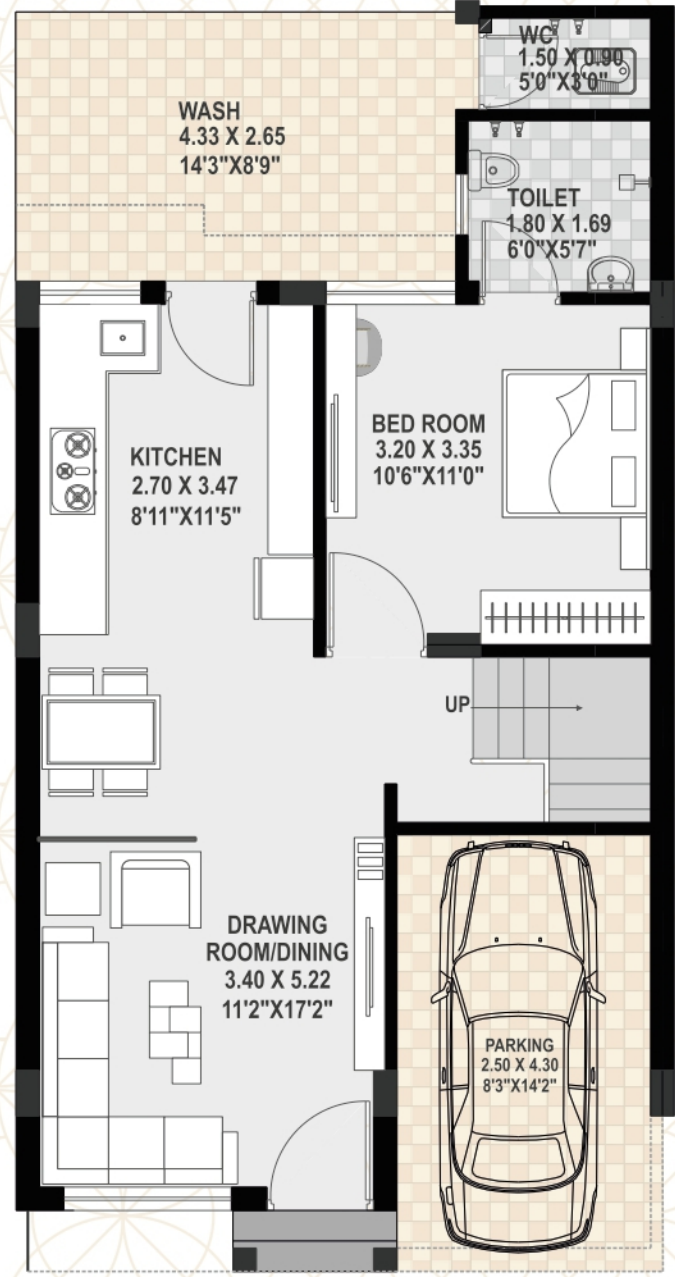 WC
1.50 X 0.90
5'0"X3'0"
WASH
4.33 X 2.65
14'3"X8'9"
TOILET
1.80 X 1.69
6'0"X5'7"
BED ROOM
3.20 X 3.35
10'6"X11'0"
KITCHEN
2.70 X 3.47
8'11"X11'5"
UP
DRAWING
ROOM/DINING
3.40 X 5.22
11'2"X17'2"
PARKING
2.50 X 4.30
8'3"X14'2"